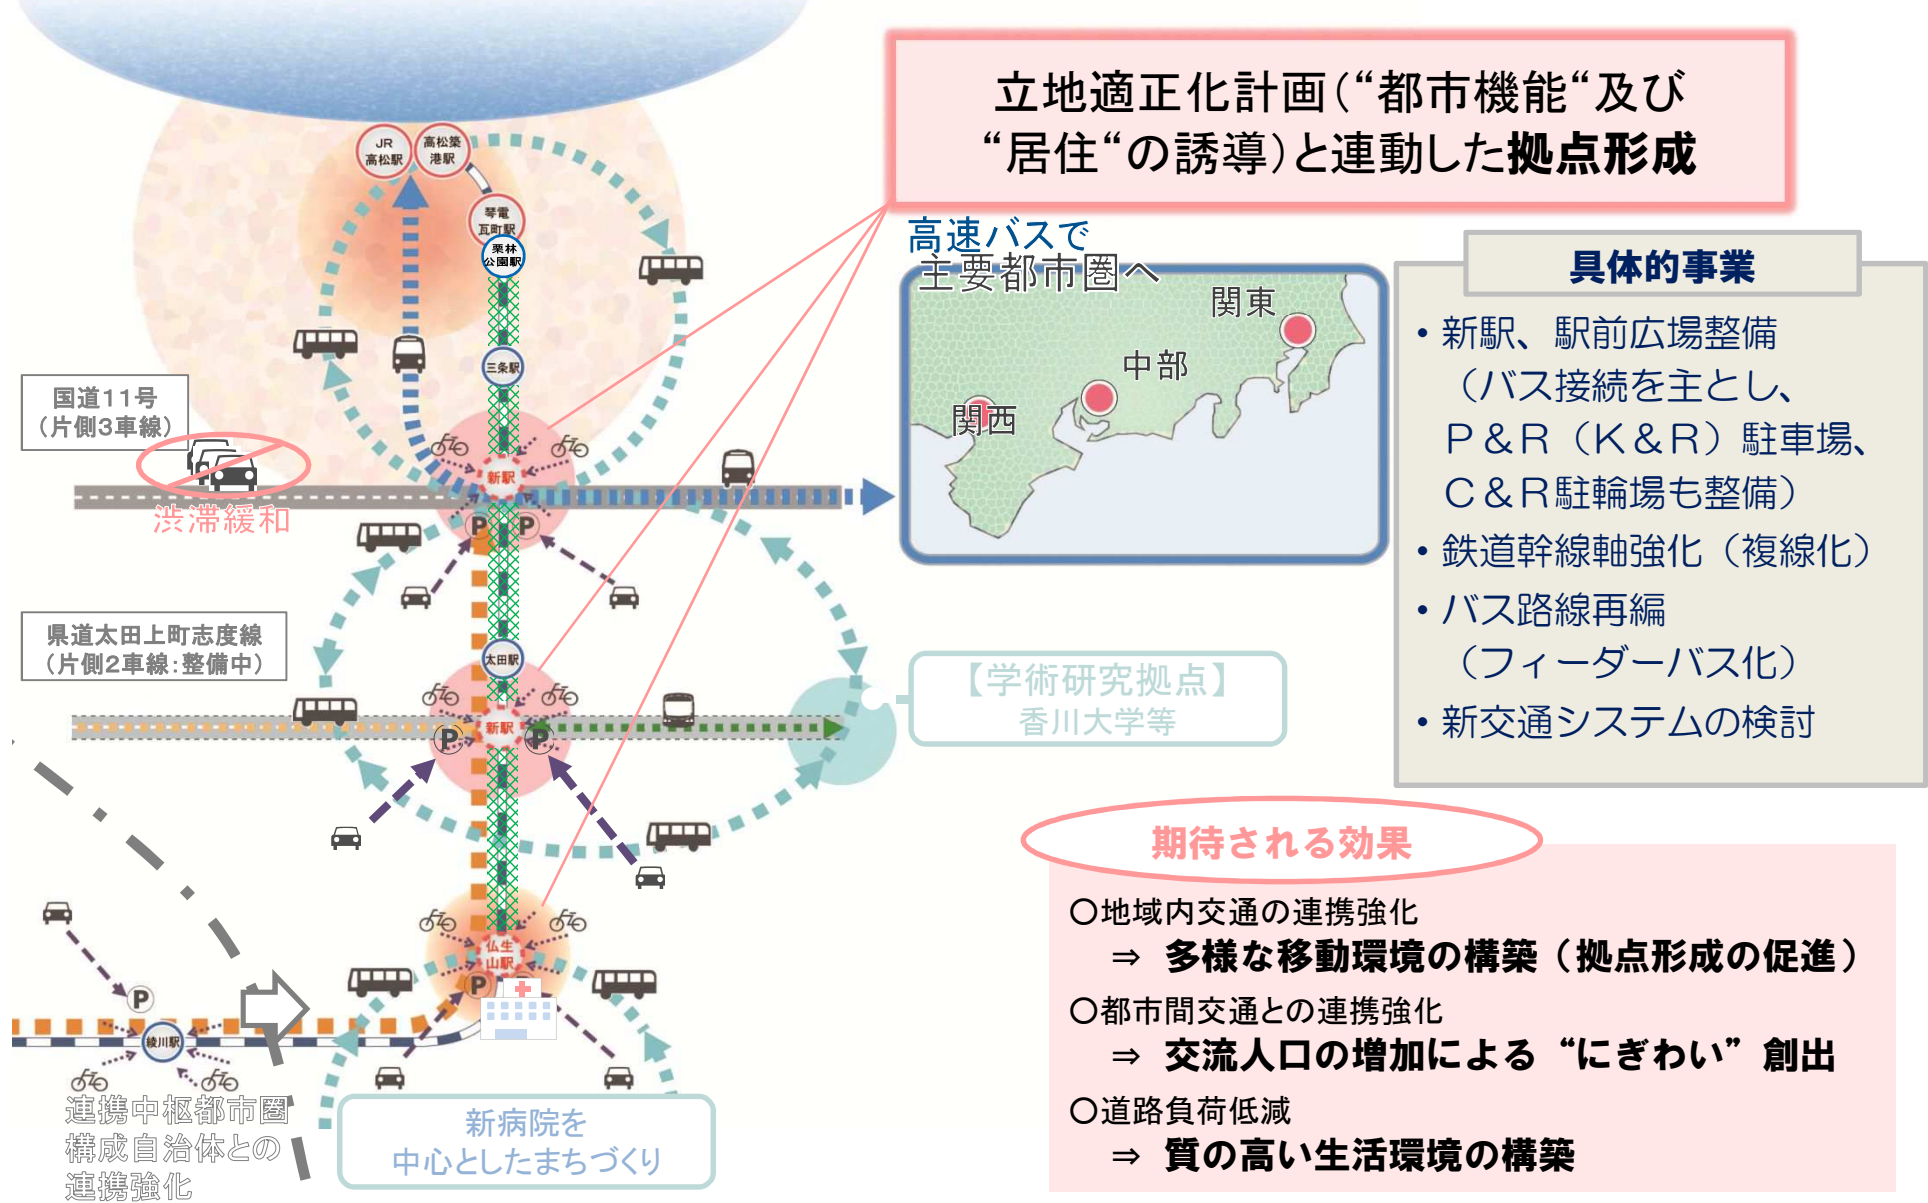 立地適正化計画(“都市機能“及び
“居住“の誘導)と連動した拠点形成
JR
高松駅
高松築
港駅
琴電
瓦町駅
栗林
公園駅
三条駅
国道11号
(片側3車線)
渋滞緩和
新駅
P
P
高速バスで
主要都市圏へ
関東
中部
関西
具体的事業
・新駅、駅前広場整備
（バス接続を主とし、
P＆R（K＆R）駐車場、
C＆R駐輪場も整備）
・鉄道幹線軸強化（複線化）
・バス路線再編
（フィーダーバス化）
・新交通システムの検討
県道太田上町志度線
(片側2車線:整備中)
太田駅
新駅
P
P
【学術研究拠点】
香川大学等
仏生
山駅
P
P
綾川駅
連携中枢都市圏
構成自治体との
連携強化
新病院を
中心としたまちづくり
期待される効果
○地域内交通の連携強化
⇒ 多様な移動環境の構築（拠点形成の促進）
○都市間交通との連携強化
⇒ 交流人口の増加による“にぎわい”創出
○道路負荷低減
⇒ 質の高い生活環境の構築